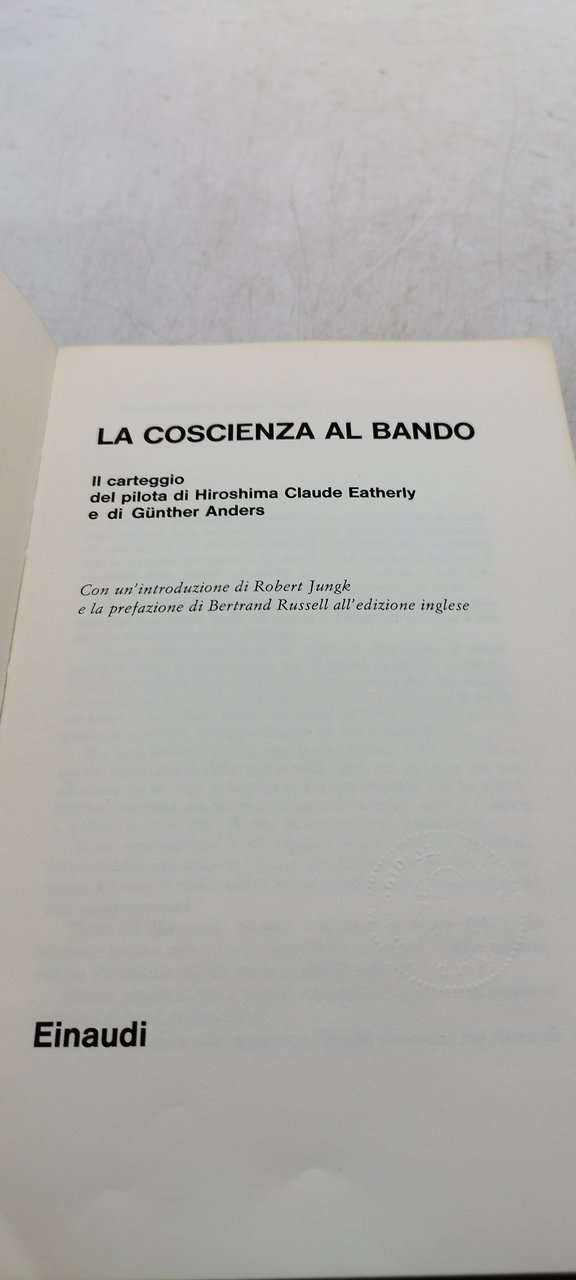 LA COSCIENZA AL BANDO
Il carteggio
del pilota di Hiroshima Claude Eatherly
e di Günther Anders
Con un'introduzione di Robert Jungk
e la prefazione di Bertrand Russell all'edizione inglese
Einaudi